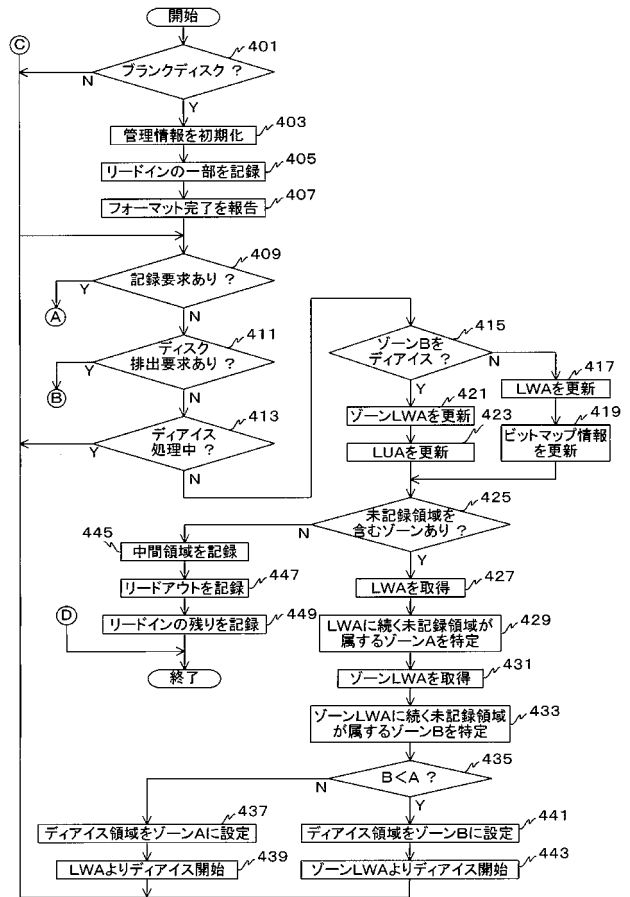 開始
C
401
ブランクディスク ?
N
Y
管理情報を初期化
403
リードインの一部を記録
405
フォーマット完了を報告
407
409
記録要求あり ?
Y
A
N
411
ディスク
排出要求あり ?
Y
B
N
413
ディアイス
処理中 ?
Y
N
415
ゾーンBを
ディアイス ?
N
Y
417
LWAを更新
419
ビットマップ情報
を更新
421
ゾーンLWAを更新
423
LUAを更新
425
未記録領域を
含むゾーンあり ?
N
Y
445
中間領域を記録
リードアウトを記録
447
リードインの残りを記録
449
D
終了
LWAを取得
427
LWAに続く未記録領域が
属するゾーンAを特定
429
ゾーンLWAを取得
431
ゾーンLWAに続く未記録領域
が属するゾーンBを特定
433
435
B<A ?
N
Y
437
ディアイス領域をゾーンAに設定
LWAよりディアイス開始
439
441
ディアイス領域をゾーンBに設定
ゾーンLWAよりディアイス開始
443